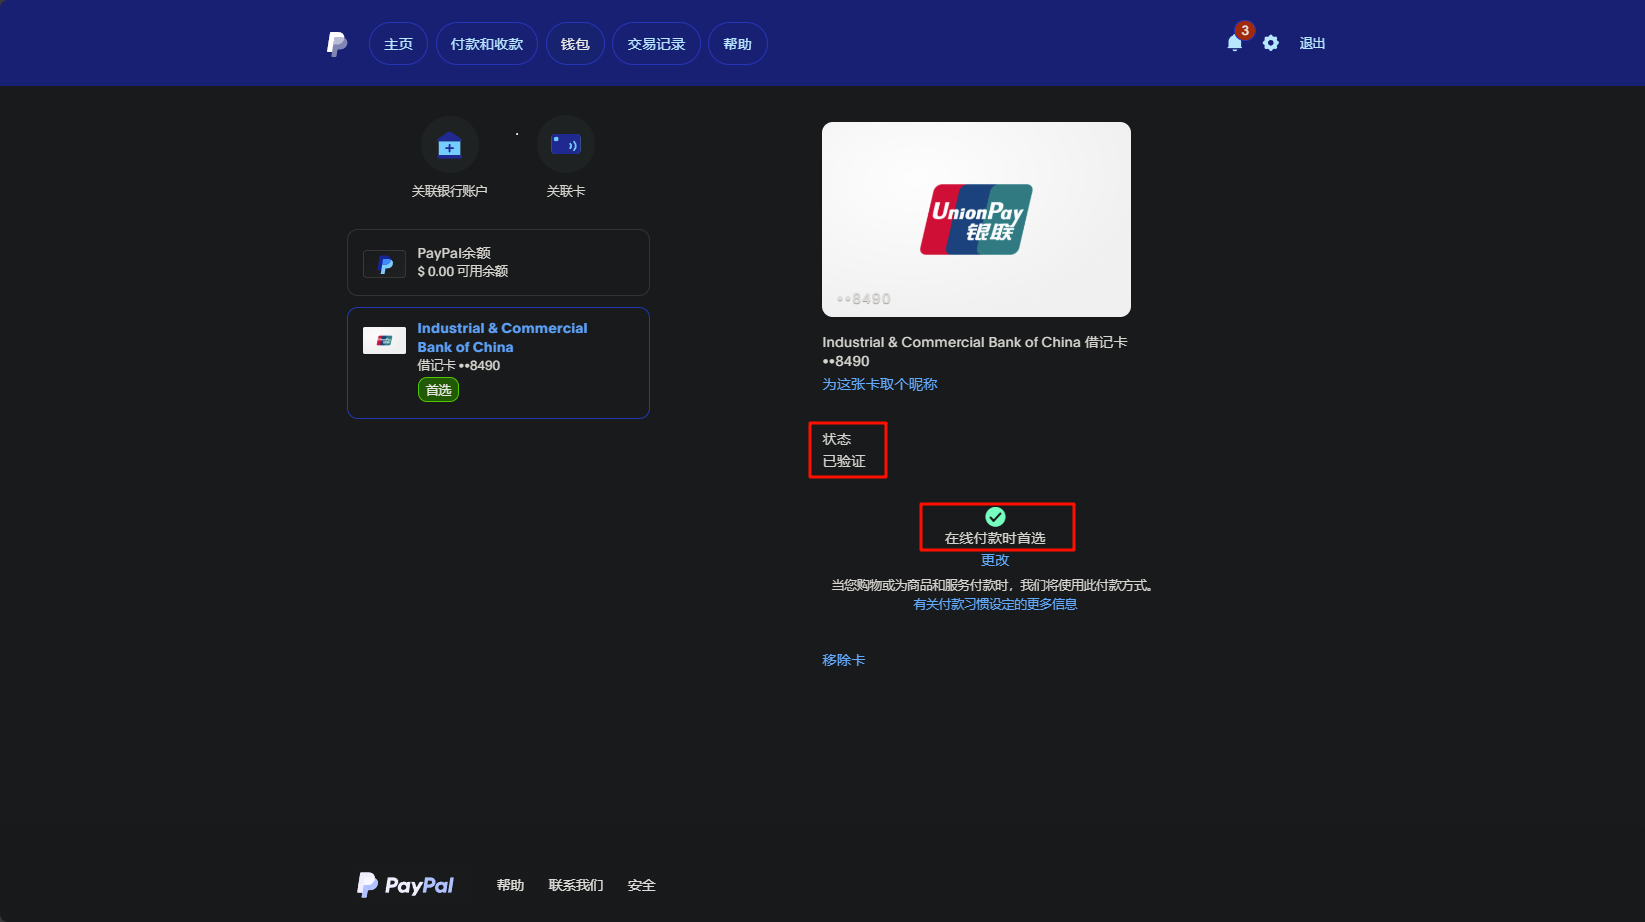 主页
付款和收款
钱包
交易记录
帮助
3
退出
关联银行账户
关联卡
PayPal余额
$ 0.00 可用余额
Industrial & Commercial
Bank of China
借记卡 ••8490
首选
UnionPay
银联
••8490
Industrial & Commercial Bank of China 借记卡
••8490
为这张卡取个昵称
状态
已验证
在线付款时首选
更改
当您购物或为商品和服务付款时，我们将使用此付款方式。
有关付款习惯设定的更多信息
移除卡
PayPal
帮助
联系我们
安全